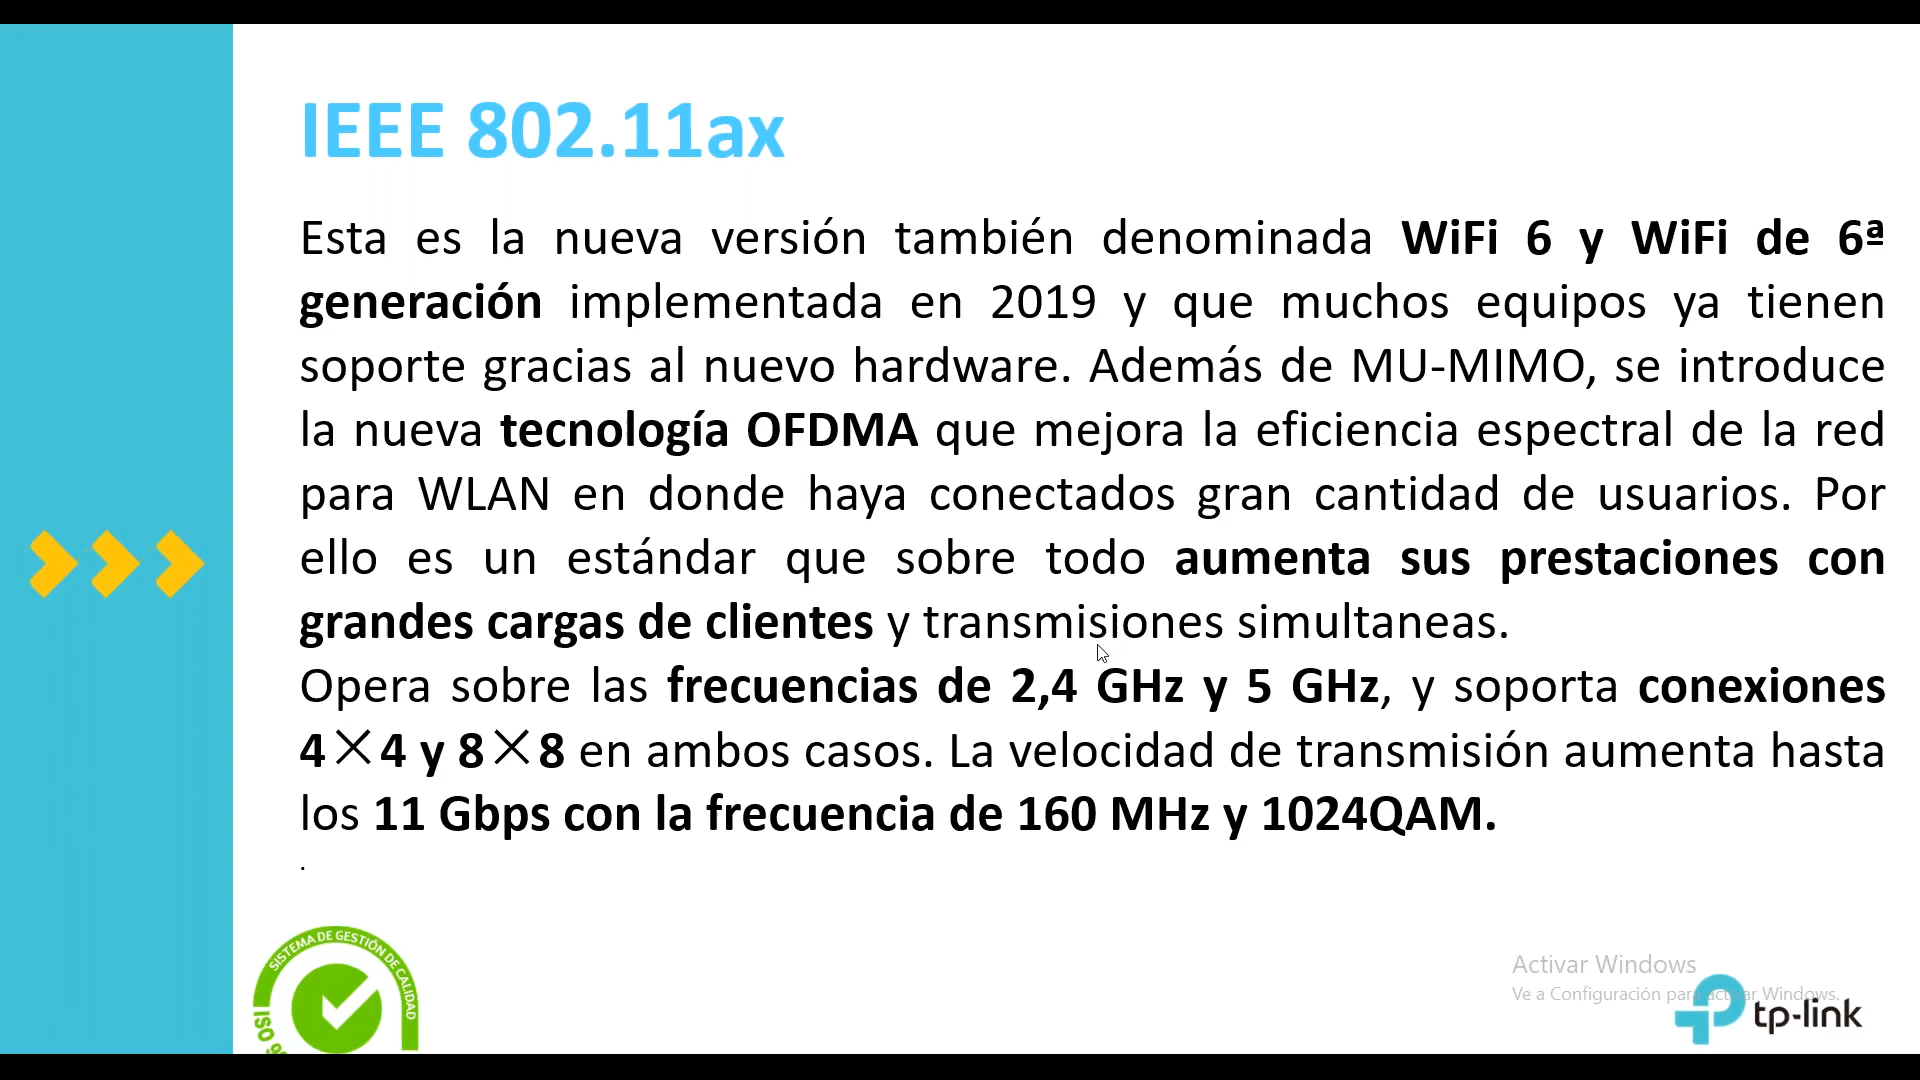 IEEE 802.11ax
Esta es la nueva versión también denominada WiFi 6 y WiFi de 6ª
generación implementada en 2019 y que muchos equipos ya tienen
soporte gracias al nuevo hardware. Además de MU-MIMO, se introduce
la nueva tecnología OFDMA que mejora la eficiencia espectral de la red
para WLAN en donde haya conectados gran cantidad de usuarios. Por
ello es un estándar que sobre todo aumenta sus prestaciones con
grandes cargas de clientes y transmisiones simultaneas.
Opera sobre las frecuencias de 2,4 GHz y 5 GHz, y soporta conexiones
4×4 y 8×8 en ambos casos. La velocidad de transmisión aumenta hasta
los 11 Gbps con la frecuencia de 160 MHz y 1024QAM.
.
SISTEMA DE GESTIÓN DE CALIDAD
ISO
Activar Windows
Ve a Configuración para activar Windows.
tp-link